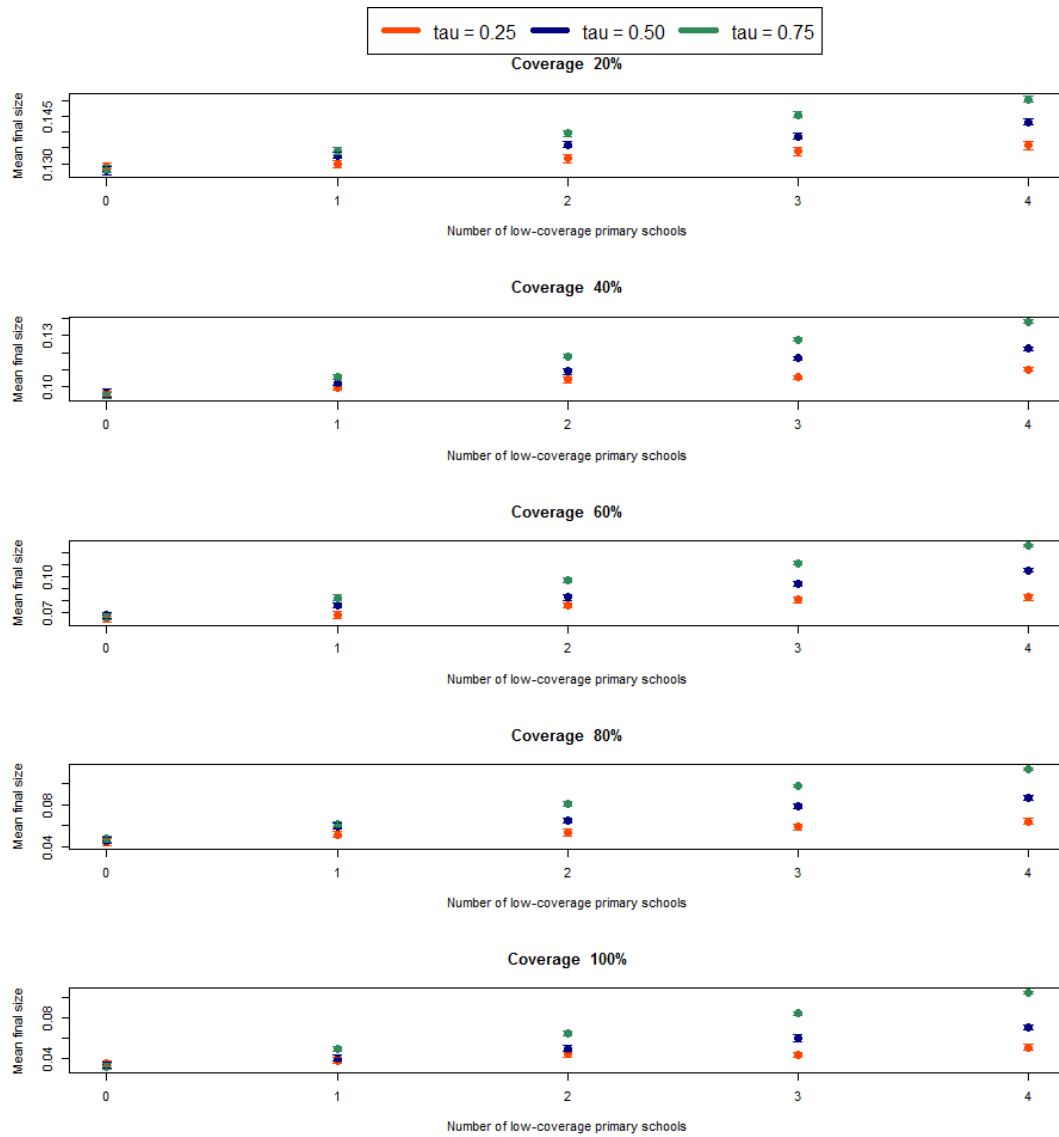 tau = 0.25 tau = 0.50 tau = 0.75
Coverage 20%
Mean final size
0.145
0.130
0 1 2 3 4
Number of low-coverage primary schools
Coverage 40%
Mean final size
0.13
0.10
0 1 2 3 4
Number of low-coverage primary schools
Coverage 60%
Mean final size
0.10
0.07
0 1 2 3 4
Number of low-coverage primary schools
Coverage 80%
Mean final size
0.08
0.04
0 1 2 3 4
Number of low-coverage primary schools
Coverage 100%
Mean final size
0.08
0.04
0 1 2 3 4
Number of low-coverage primary schools